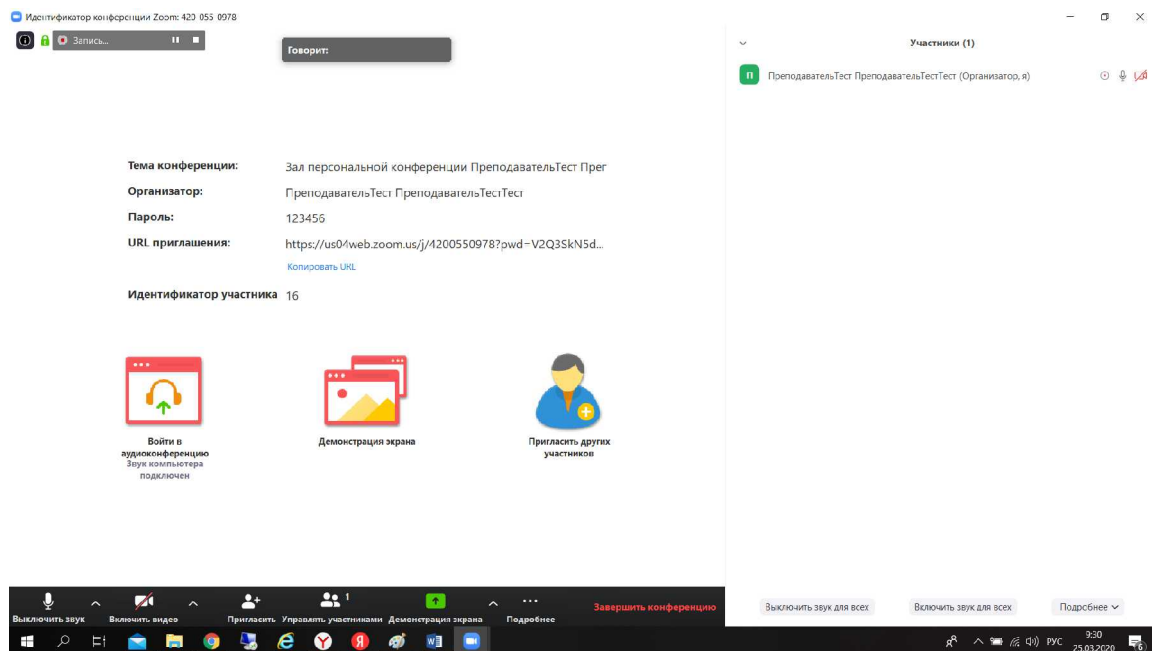 Идентификатор конференции Zoom: 420-055-0978
Запись...
Говорит:
Участники (1)
П
ПреподавательТест ПреподавательТестТест (Организатор, я)
Тема конференции: Зал персональной конференции ПреподавательТест Прег
Организатор: ПреподавательТест ПреподавательТестТест
Пароль: 123456
URL приглашения: https://us04web.zoom.us/j/4200550978?pwd=V2Q3SkN5d...
Копировать URL
Идентификатор участника 16
Войти в
аудиоконференцию
Звук компьютера
подключен
Демонстрация экрана
Пригласить других
участников
1
Выключить звук
Включить видео
Пригласить
Управлять участниками
Демонстрация экрана
Подробнее
Завершить конференцию
Выключить звук для всех
Включить звук для всех
Подробнее
РУС
9:30
25.03.2020
6